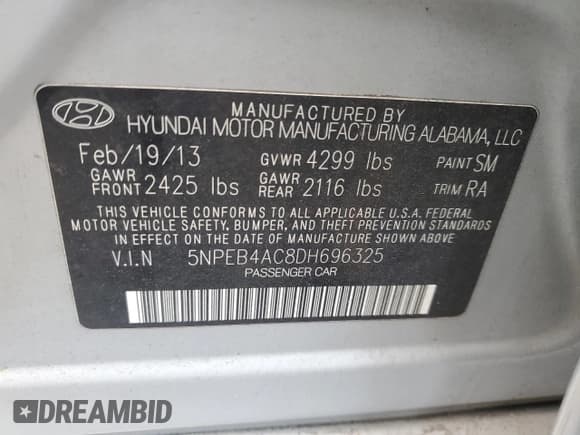 MANUFACTURED BY
HYUNDAI MOTOR MANUFACTURING ALABAMA, LLC
Feb/19/13 GVWR 4299 lbs PAINT SM
GAWR FRONT 2425 lbs GAWR REAR 2116 lbs TRIM RA
THIS VEHICLE CONFORMS TO ALL APPLICABLE U.S.A. FEDERAL
MOTOR VEHICLE SAFETY, BUMPER, AND THEFT PREVENTION STANDARDS
IN EFFECT ON THE DATE OF MANUFACTURE SHOWN ABOVE.
V.I.N 5NPEB4AC8DH696325
PASSENGER CAR
DREAMBID